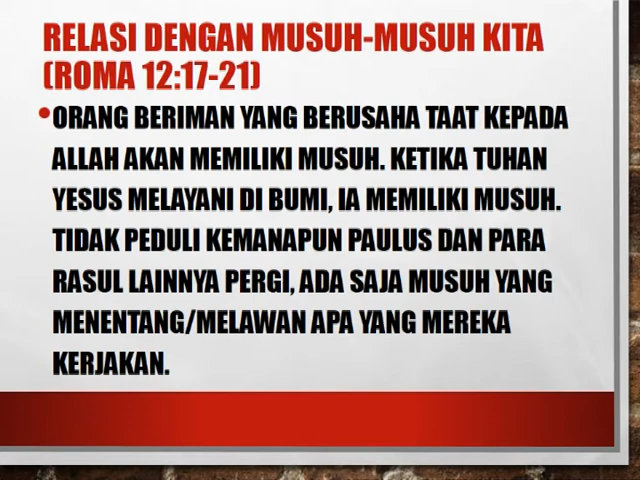 RELASI DENGAN MUSUH-MUSUH KITA
(ROMA 12:17-21)
•ORANG BERIMAN YANG BERUSAHA TAAT KEPADA
ALLAH AKAN MEMILIKI MUSUH. KETIKA TUHAN
YESUS MELAYANI DI BUMI, IA MEMILIKI MUSUH.
TIDAK PEDULI KEMANAPUN PAULUS DAN PARA
RASUL LAINNYA PERGI, ADA SAJA MUSUH YANG
MENENTANG/MELAWAN APA YANG MEREKA
KERJAKAN.